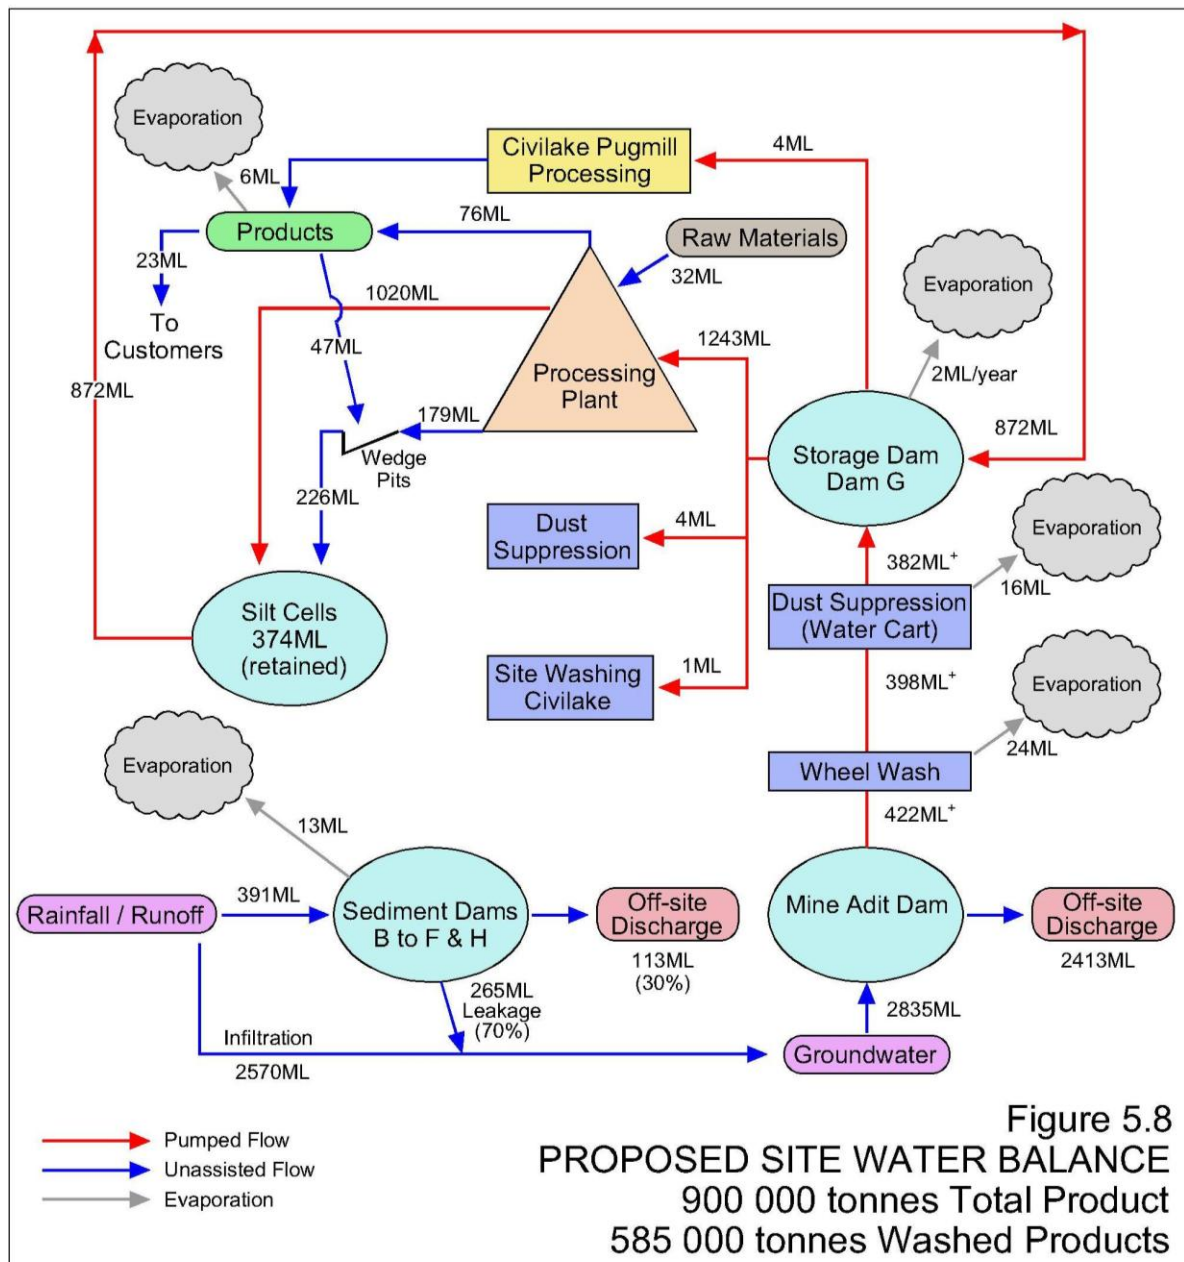 Evaporation
6ML
Civilake Pugmill
Processing
4ML
76ML
Products
Raw Materials
32ML
23ML
To
Customers
1020ML
47ML
872ML
1243ML
Processing
Plant
Evaporation
2ML/year
872ML
Storage Dam
Dam G
179ML
Wedge
Pits
226ML
Dust
Suppression
4ML
Evaporation
382ML+
16ML
Dust Suppression
(Water Cart)
Silt Cells
374ML
(retained)
Site Washing
Civilake
1ML
398ML+
Evaporation
24ML
Wheel Wash
422ML+
Evaporation
13ML
Rainfall / Runoff
391ML
Sediment Dams
B to F & H
Off-site
Discharge
113ML
(30%)
Mine Adit Dam
Off-site
Discharge
2413ML
265ML
Leakage
(70%)
2835ML
Infiltration
2570ML
Groundwater
Pumped Flow
Unassisted Flow
Evaporation
Figure 5.8
PROPOSED SITE WATER BALANCE
900 000 tonnes Total Product
585 000 tonnes Washed Products